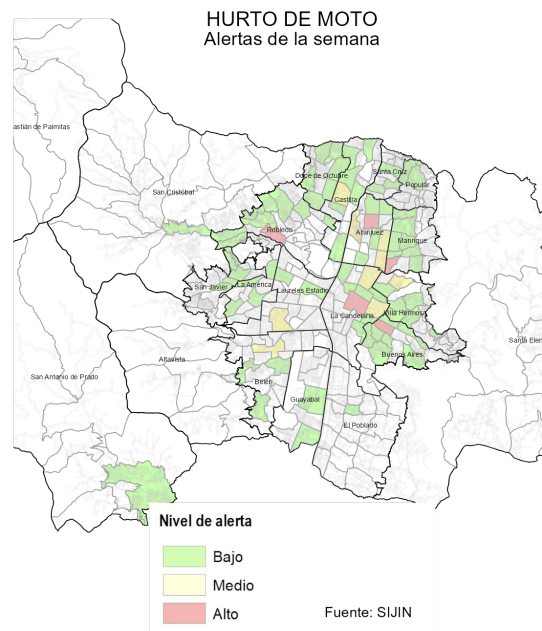 HURTO DE MOTO
Alertas de la semana
astián de Palmitas
San Cristóbal
Doce de Octubre
Santa Cruz
Popular
Castilla
Robledo
Aranjuez
Manrique
San Javier
La América
Laureles Estadio
La Candelaria
Villa Hermosa
Santa Elen
Altavista
Buenos Aires
San Antonio de Prado
Belén
Guayabal
El Poblado
Nivel de alerta
Bajo
Medio
Alto
Fuente: SIJIN